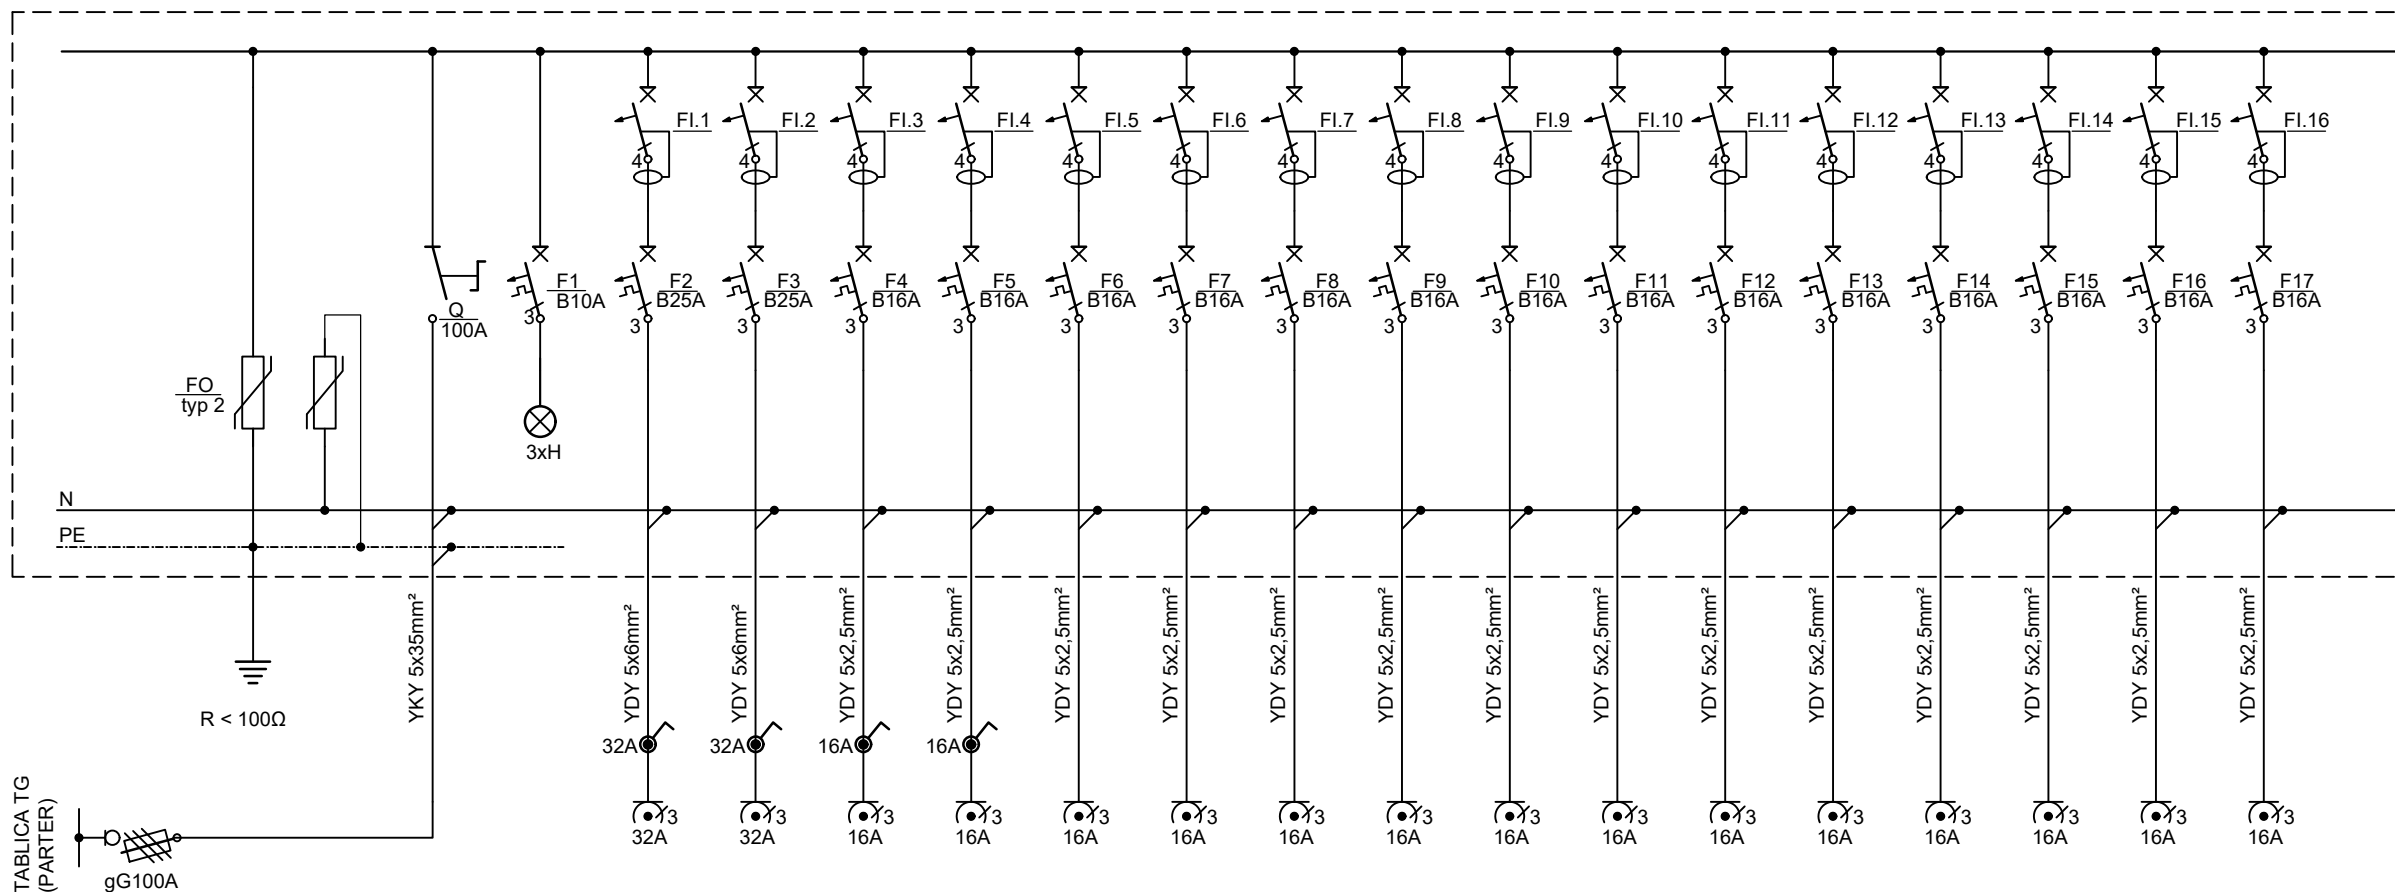 FI.1 FI.2 FI.3 FI.4 FI.5 FI.6 FI.7 FI.8 FI.9 FI.10 FI.11 FI.12 FI.13 FI.14 FI.15 FI.16
4 4 4 4 4 4 4 4 4 4 4 4 4 4 4 4
F1 F2 F3 F4 F5 F6 F7 F8 F9 F10 F11 F12 F13 F14 F15 F16 F17
B10A B25A B25A B16A B16A B16A B16A B16A B16A B16A B16A B16A B16A B16A B16A B16A B16A
Q
100A
3 3 3 3 3 3 3 3 3 3 3 3 3 3 3 3 3
FO
typ 2
3xH
N
PE
YKY 5x35mm²
YDY 5x6mm²
YDY 5x6mm²
YDY 5x2,5mm²
YDY 5x2,5mm²
YDY 5x2,5mm²
YDY 5x2,5mm²
YDY 5x2,5mm²
YDY 5x2,5mm²
YDY 5x2,5mm²
YDY 5x2,5mm²
YDY 5x2,5mm²
YDY 5x2,5mm²
YDY 5x2,5mm²
YDY 5x2,5mm²
YDY 5x2,5mm²
YDY 5x2,5mm²
R < 100Ω
32A 32A 16A 16A
3 3 3 3 3 3 3 3 3 3 3 3 3 3 3 3
32A 32A 16A 16A 16A 16A 16A 16A 16A 16A 16A 16A 16A 16A 16A 16A
TABLICA TG
(PARTER)
gG100A